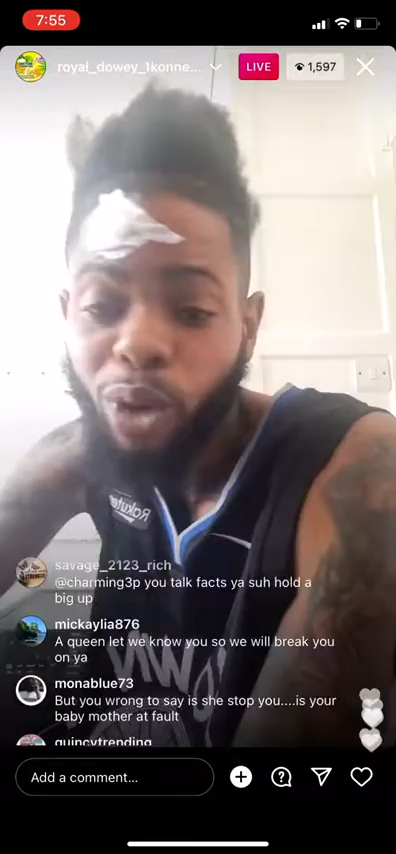 7:55
royal_dowey_1konne....
LIVE
1,597
savage_2123_rich
@charming3p you talk facts ya suh hold a
big up
mickaylia876
A queen let we know you so we will break you
on ya
monablue73
But you wrong to say is she stop you....is your
baby mother at fault
quincytrending
Rakuten
Add a comment...